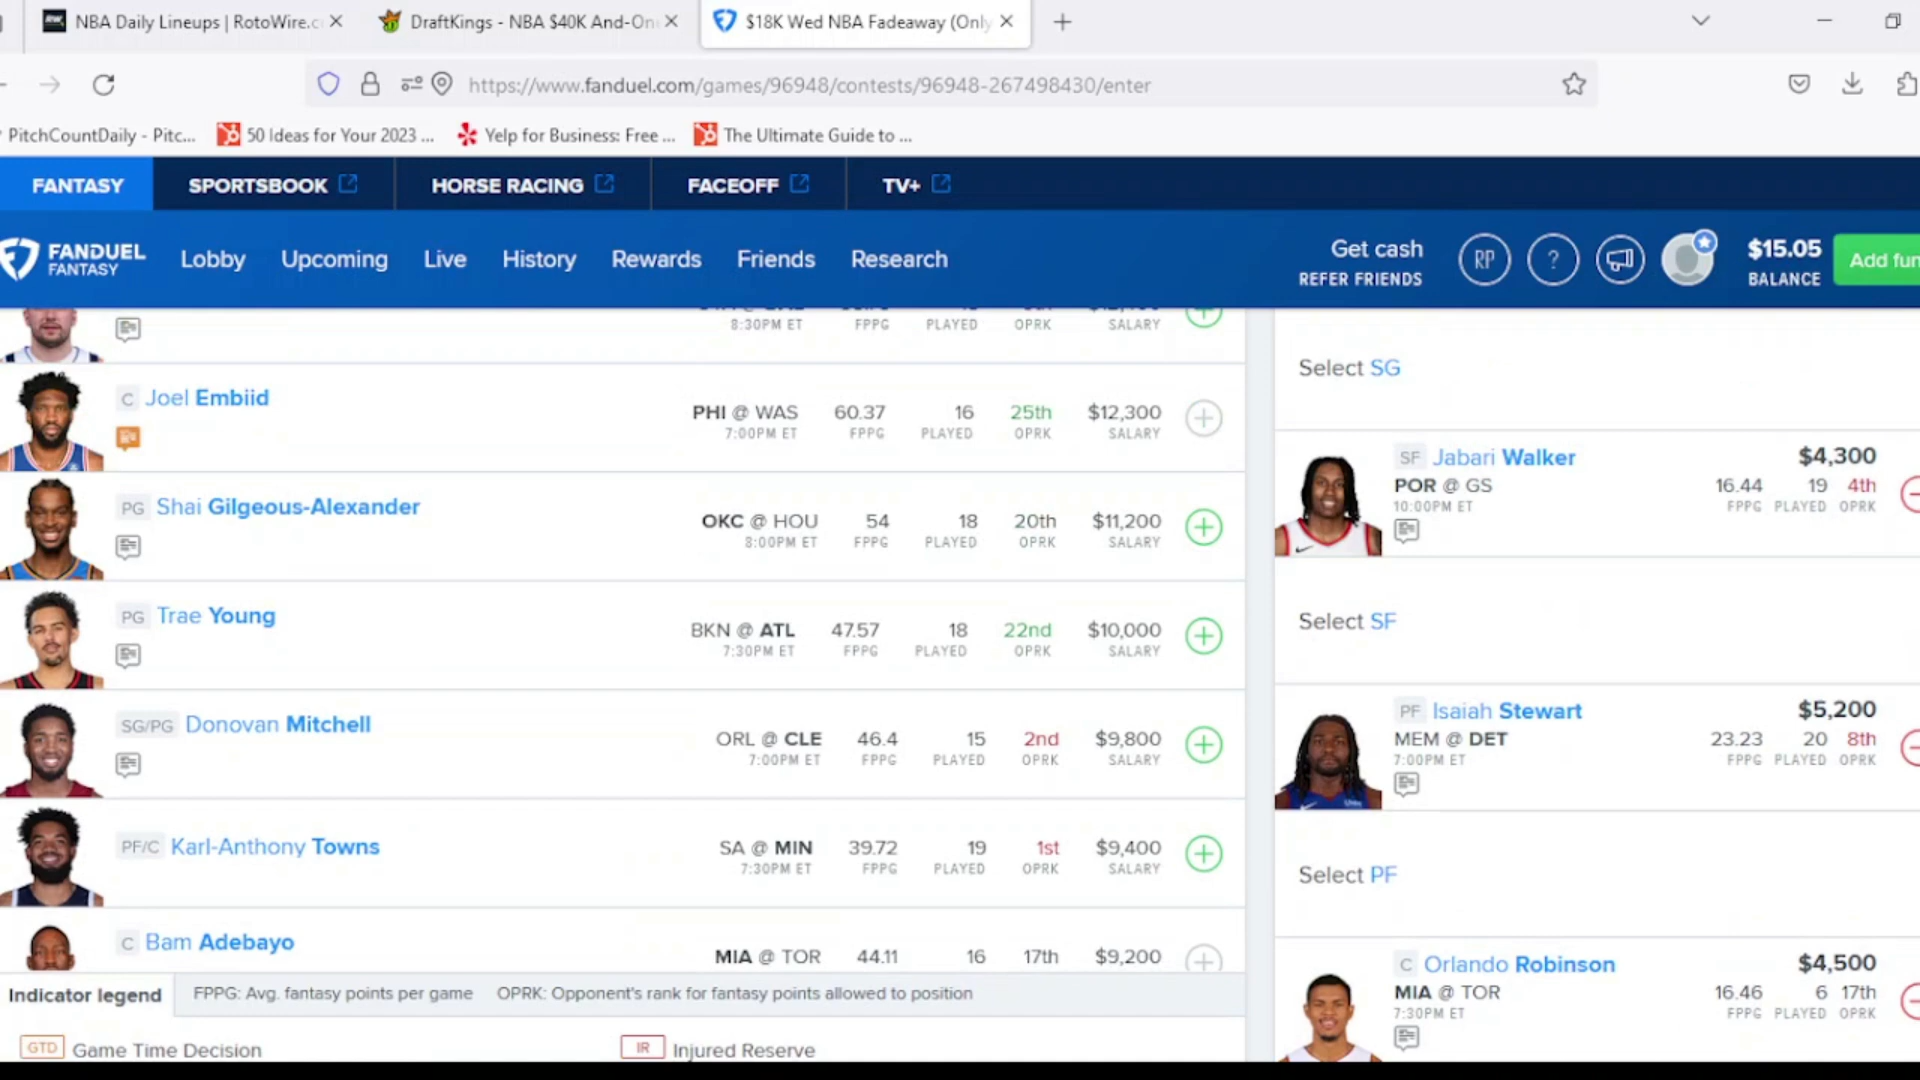 NBA Daily Lineups | RotoWire.c
DraftKings - NBA $40K And-On
$18K Wed NBA Fadeaway (Only
https://www.fanduel.com/games/96948/contests/96948-267498430/enter
PitchCountDaily - Pitc...
50 Ideas for Your 2023 ...
Yelp for Business: Free ...
The Ultimate Guide to ...
FANTASY
SPORTSBOOK
HORSE RACING
FACEOFF
TV+
FANDUEL
FANTASY
Lobby
Upcoming
Live
History
Rewards
Friends
Research
Get cash
REFER FRIENDS
RP
?
$15.05
BALANCE
Add fun
8:30PM ET FPPG PLAYED OPRK SALARY
C Joel Embiid
PHI @ WAS 60.37 16 25th $12,300
7:00PM ET FPPG PLAYED OPRK SALARY
PG Shai Gilgeous-Alexander
OKC @ HOU 54 18 20th $11,200
8:00PM ET FPPG PLAYED OPRK SALARY
PG Trae Young
BKN @ ATL 47.57 18 22nd $10,000
7:30PM ET FPPG PLAYED OPRK SALARY
SG/PG Donovan Mitchell
ORL @ CLE 46.4 15 2nd $9,800
7:00PM ET FPPG PLAYED OPRK SALARY
PF/C Karl-Anthony Towns
SA @ MIN 39.72 19 1st $9,400
7:30PM ET FPPG PLAYED OPRK SALARY
C Bam Adebayo
MIA @ TOR 44.11 16 17th $9,200
Indicator legend
FPPG: Avg. fantasy points per game
OPRK: Opponent's rank for fantasy points allowed to position
GTD Game Time Decision
IR Injured Reserve
Select SG
SF Jabari Walker $4,300
POR @ GS 16.44 19 4th
10:00PM ET FPPG PLAYED OPRK
Select SF
PF Isaiah Stewart $5,200
MEM @ DET 23.23 20 8th
7:00PM ET FPPG PLAYED OPRK
Select PF
C Orlando Robinson $4,500
MIA @ TOR 16.46 6 17th
7:30PM ET FPPG PLAYED OPRK